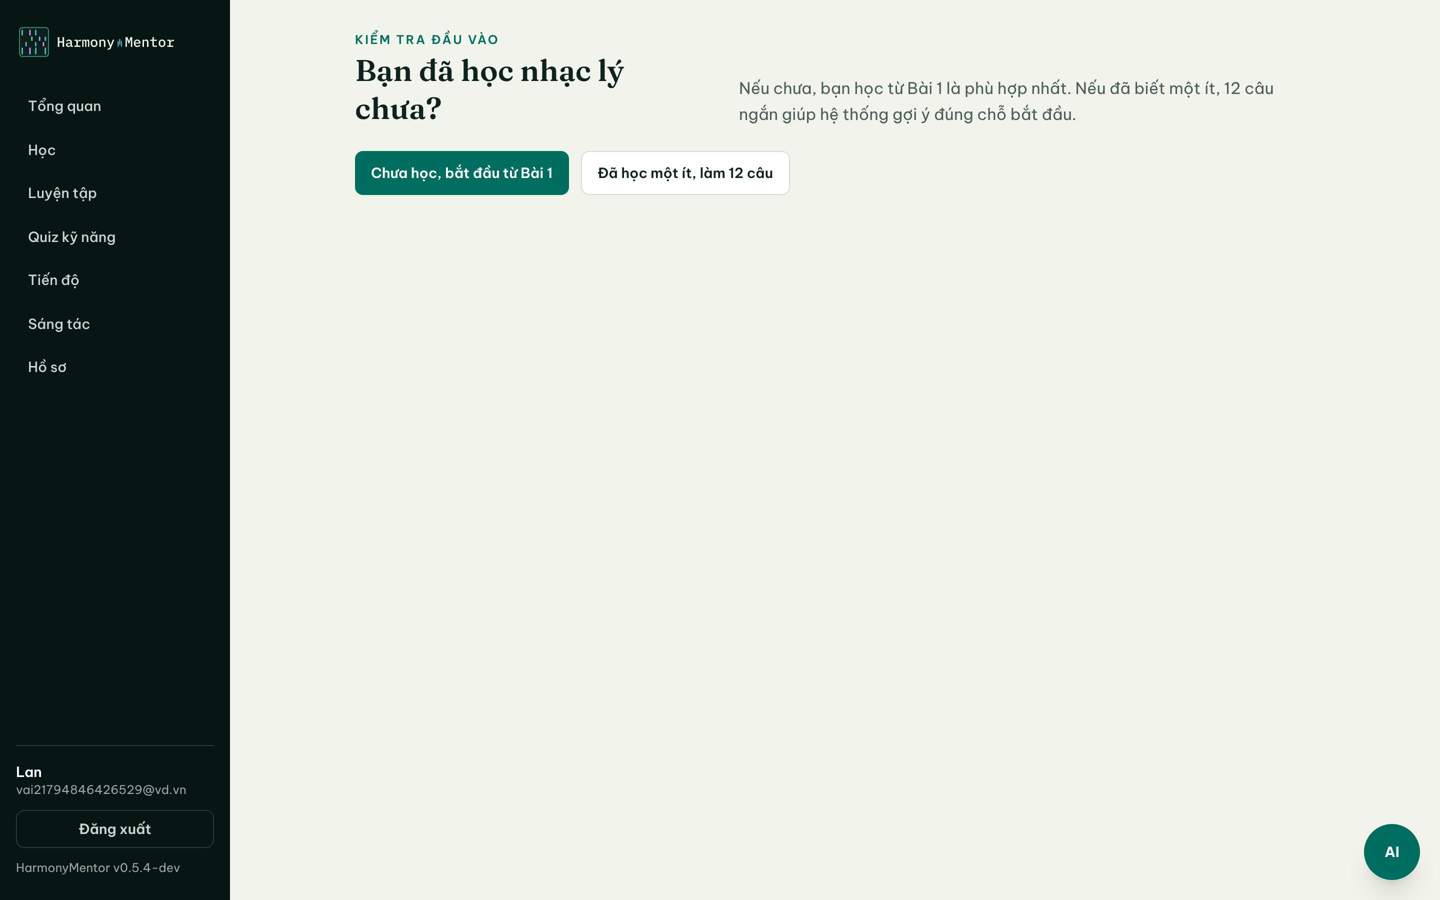 Harmony Mentor
Tổng quan
Học
Luyện tập
Quiz kỹ năng
Tiến độ
Sáng tác
Hồ sơ
Lan
vai21794846426529@vd.vn
Đăng xuất
HarmonyMentor v0.5.4-dev
KIỂM TRA ĐẦU VÀO
Bạn đã học nhạc lý
chưa?
Nếu chưa, bạn học từ Bài 1 là phù hợp nhất. Nếu đã biết một ít, 12 câu
ngắn giúp hệ thống gợi ý đúng chỗ bắt đầu.
Chưa học, bắt đầu từ Bài 1
Đã học một ít, làm 12 câu
AI